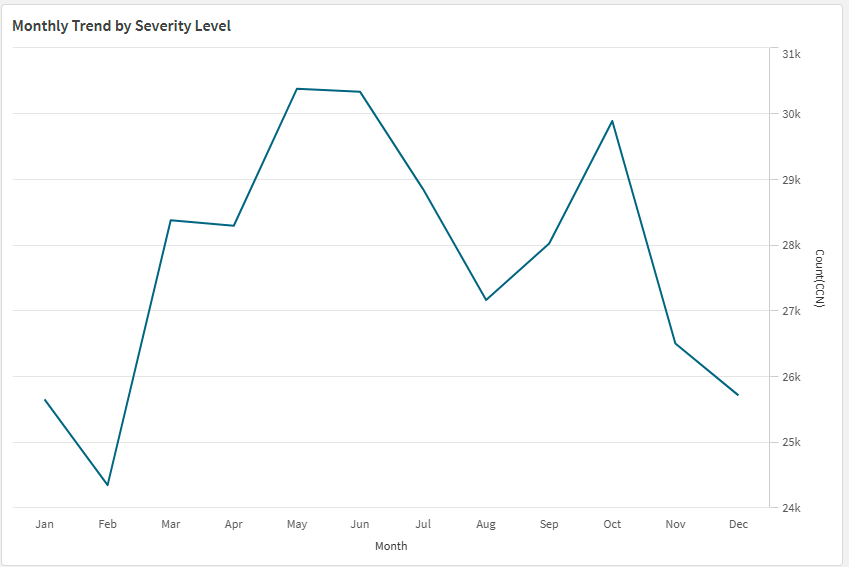 Monthly Trend by Severity Level
31k
30k
29k
28k
27k
26k
25k
24k
Count(CCN)
Jan Feb Mar Apr May Jun Jul Aug Sep Oct Nov Dec
Month